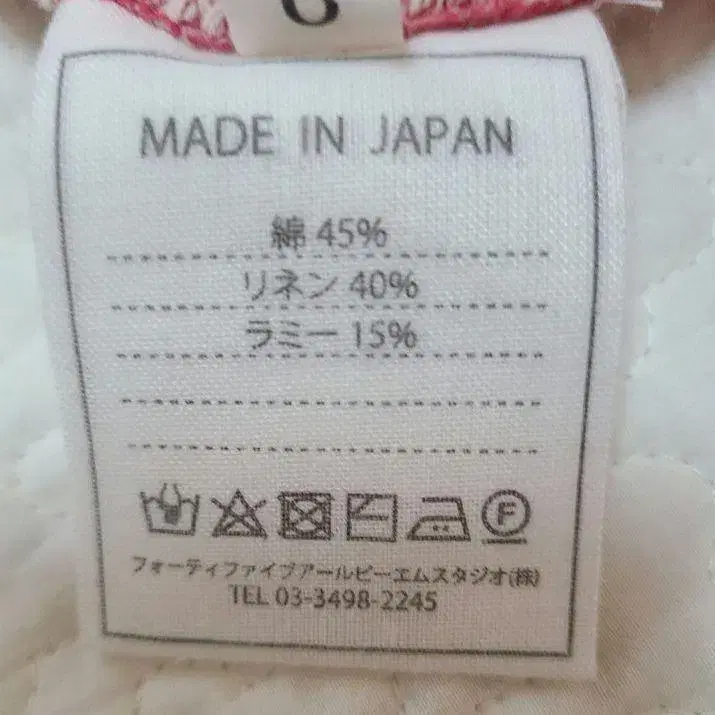 6
MADE IN JAPAN
綿 45%
リネン 40%
ラミー 15%
F
フォーティファイブアールピーエムスタジオ(株)
TEL 03-3498-2245